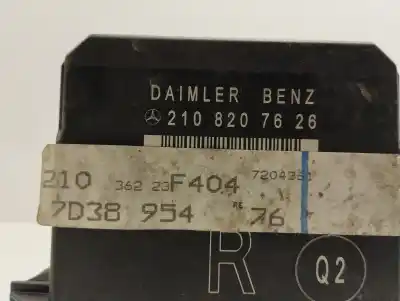 DAIMLER BENZ
210 820 76 26
210 362 23 F404 7204351
7D38 954 76
R Q2